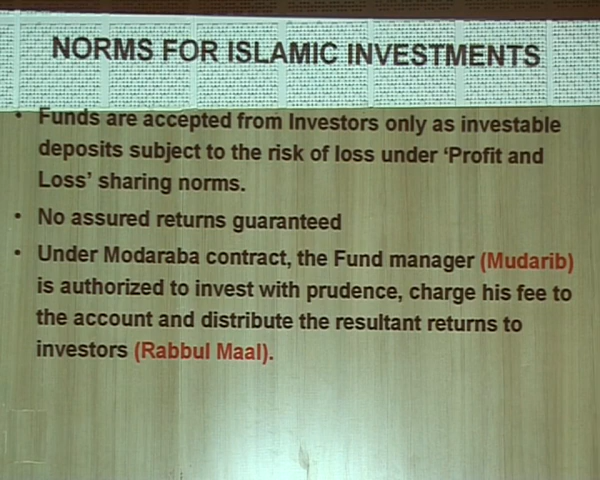 NORMS FOR ISLAMIC INVESTMENTS
• Funds are accepted from Investors only as investable
deposits subject to the risk of loss under ‘Profit and
Loss’ sharing norms.
• No assured returns guaranteed
• Under Modaraba contract, the Fund manager (Mudarib)
is authorized to invest with prudence, charge his fee to
the account and distribute the resultant returns to
investors (Rabbul Maal).